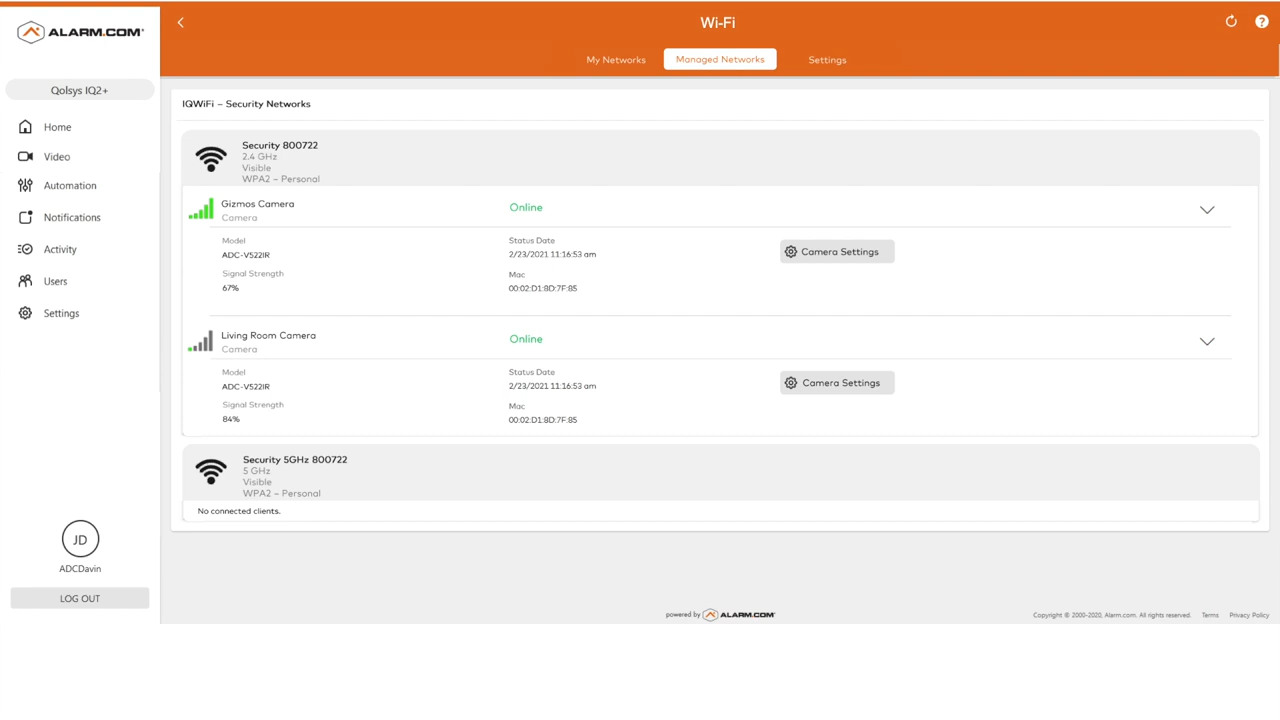 ALARM.COM
Qolsys IQ2+
Home
Video
Automation
Notifications
Activity
Users
Settings
JD
ADCDavin
LOG OUT
Wi-Fi
?
My Networks
Managed Networks
Settings
IQWiFi – Security Networks
Security 800722
2.4 GHz
Visible
WPA2 – Personal
Gizmos Camera
Camera
Online
Model
ADC-V522IR
Status Date
2/23/2021 11:16:53 am
Camera Settings
Signal Strength
67%
Mac
00:02:D1:8D:7F:85
Living Room Camera
Camera
Online
Model
ADC-V522IR
Status Date
2/23/2021 11:16:53 am
Camera Settings
Signal Strength
84%
Mac
00:02:D1:8D:7F:85
Security 5GHz 800722
5 GHz
Visible
WPA2 – Personal
No connected clients.
powered by ALARM.COM
Copyright © 2000-2020, Alarm.com. All rights reserved. Terms Privacy Policy